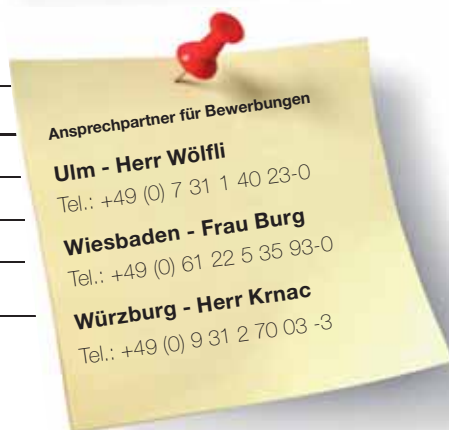 Ansprechpartner für Bewerbungen
Ulm - Herr Wölfli
Tel.: +49 (0) 7 31 1 40 23-0
Wiesbaden - Frau Burg
Tel.: +49 (0) 61 22 5 35 93-0
Würzburg - Herr Krnac
Tel.: +49 (0) 9 31 2 70 03 -3